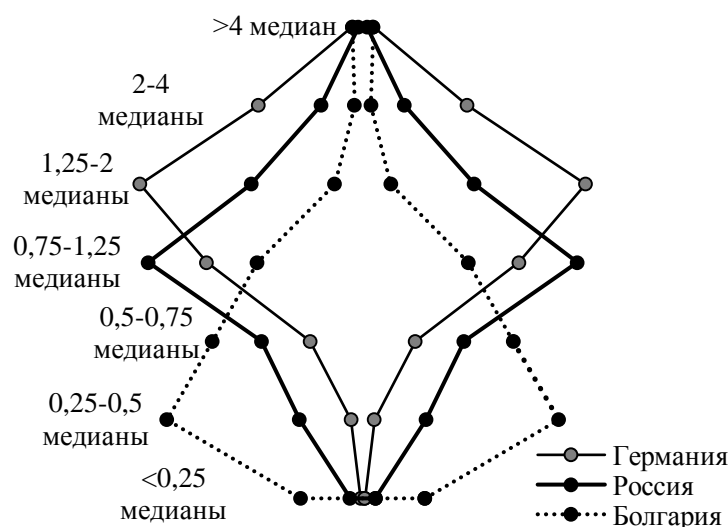 >4 медиан
2-4
медианы
1,25-2
медианы
0,75-1,25
медианы
0,5-0,75
медианы
0,25-0,5
медианы
<0,25
медианы
Германия
Россия
Болгария